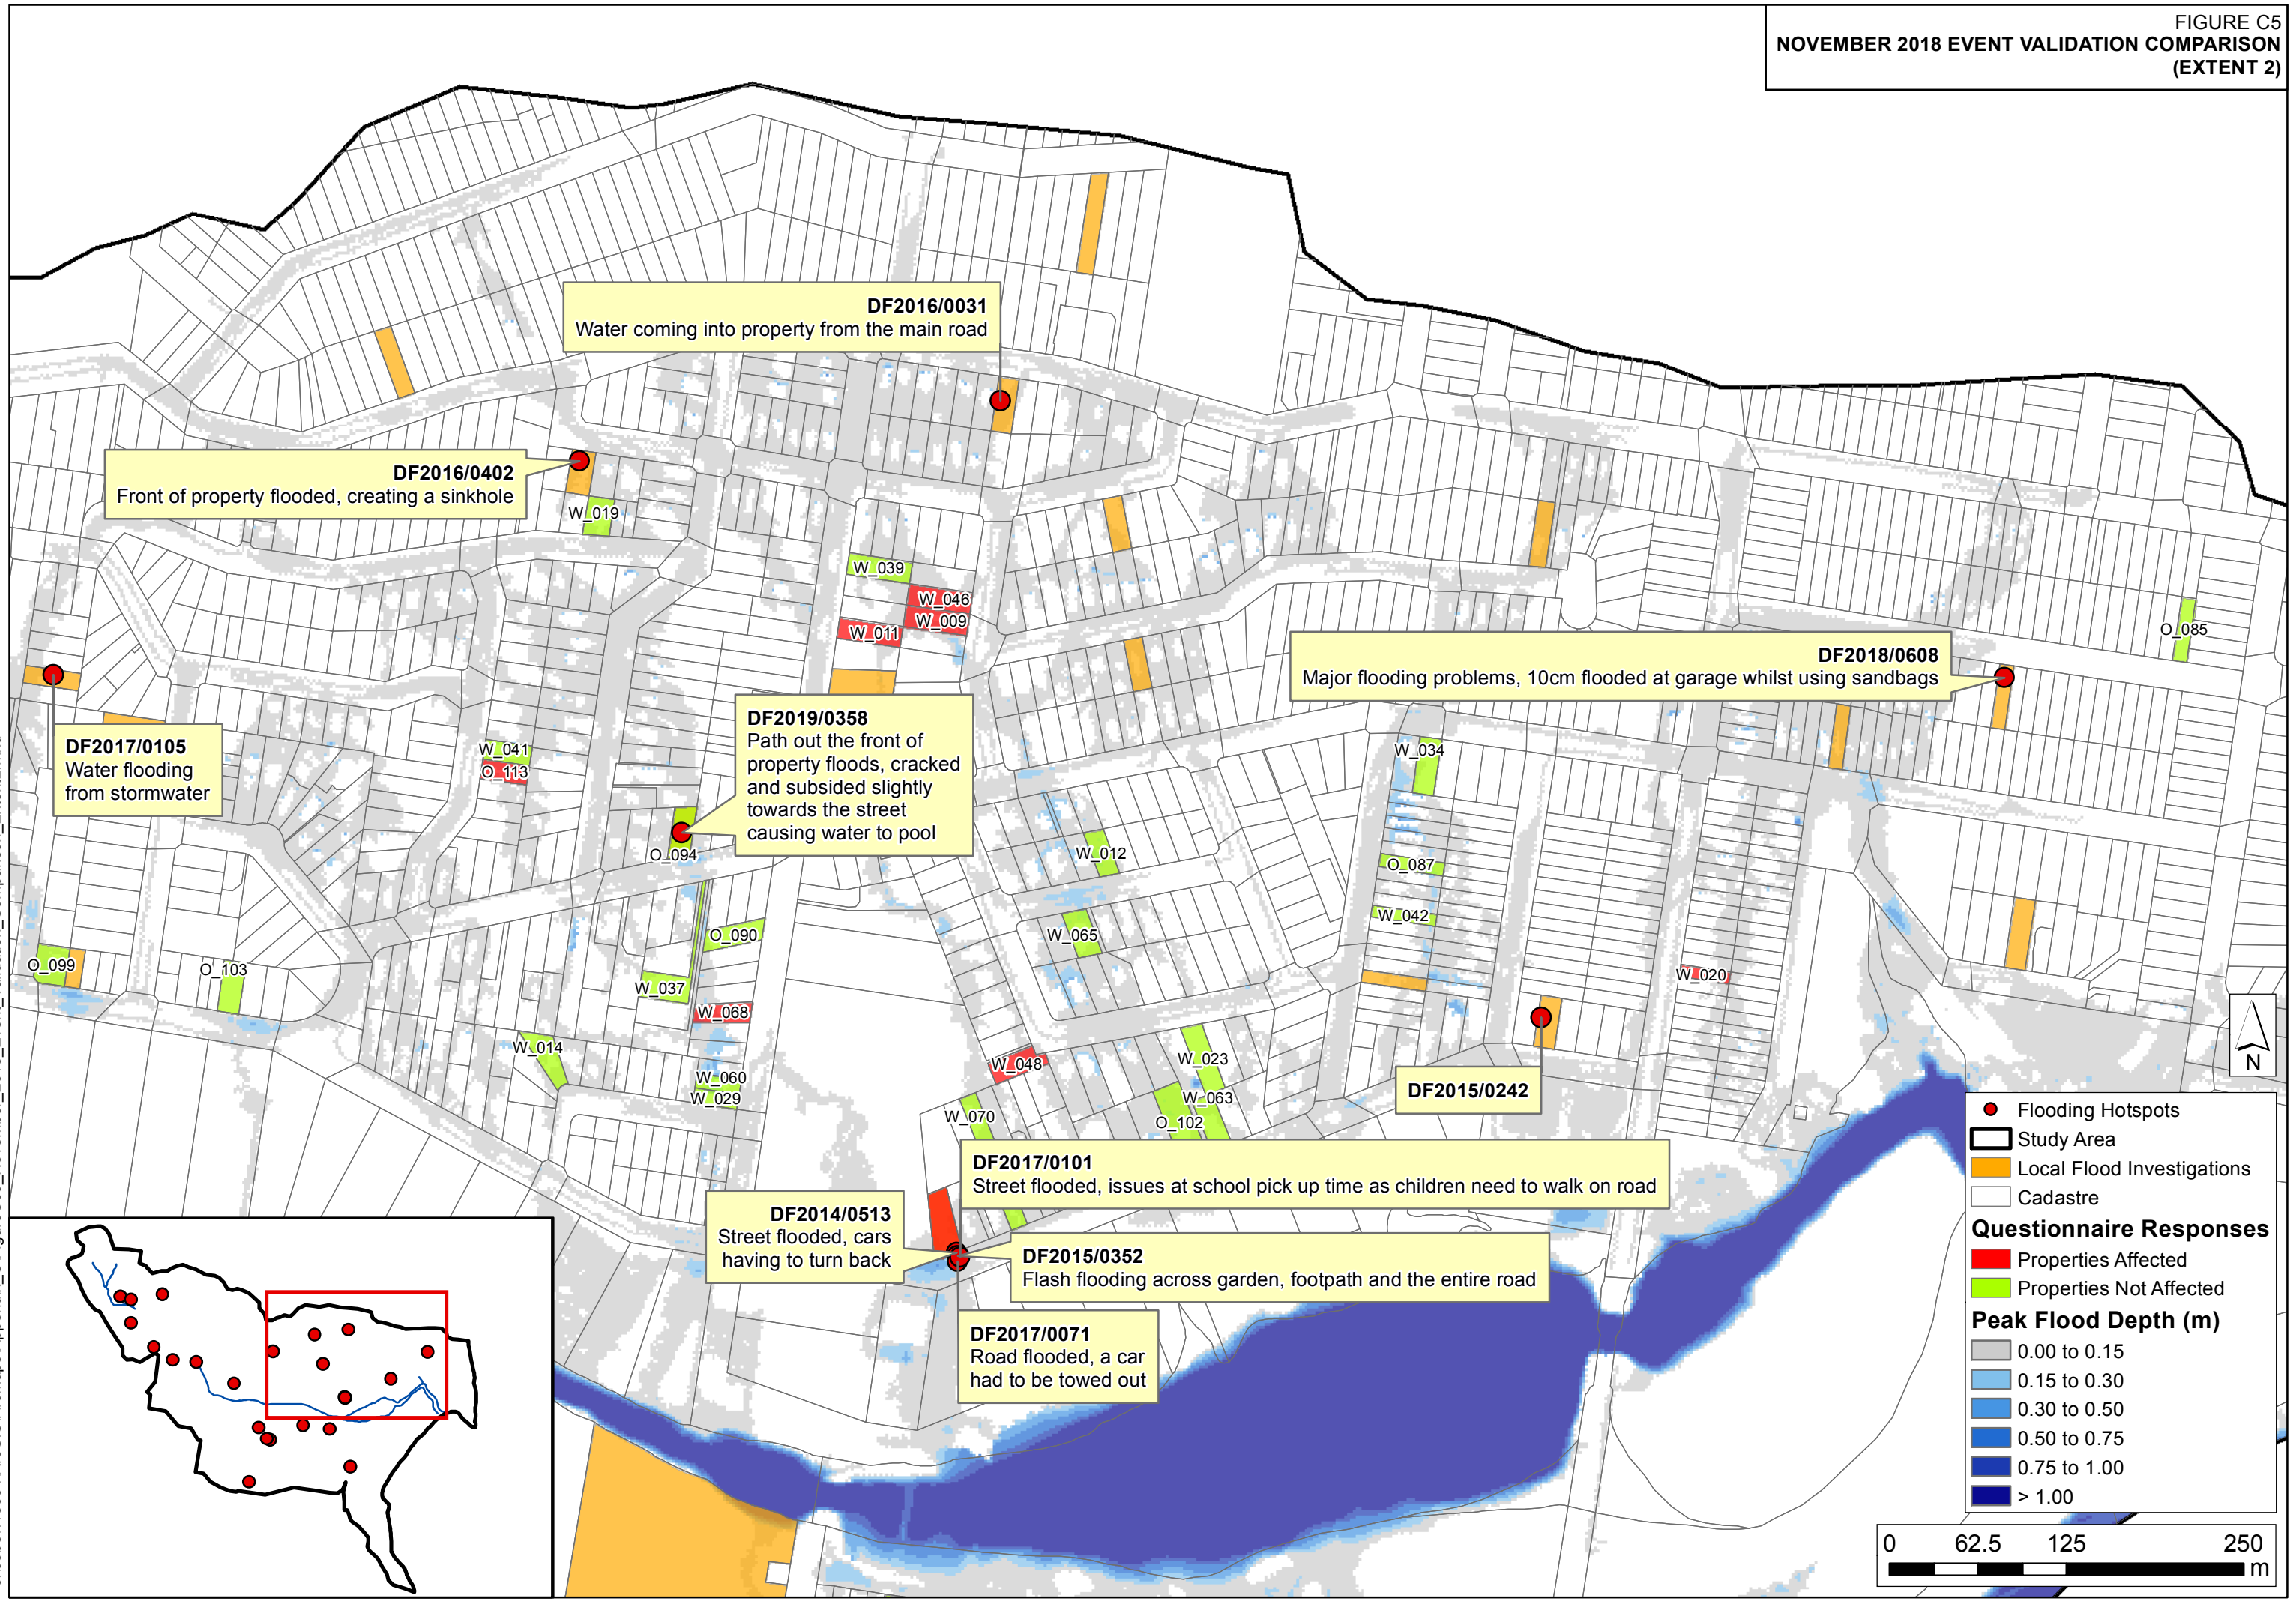 FIGURE C5
NOVEMBER 2018 EVENT VALIDATION COMPARISON
(EXTENT 2)
DF2016/0031
Water coming into property from the main road
DF2016/0402
Front of property flooded, creating a sinkhole
W_019
W_039
W_046
W_009
W_011
O_085
DF2018/0608
Major flooding problems, 10cm flooded at garage whilst using sandbags
DF2017/0105
Water flooding
from stormwater
W_041
O_113
DF2019/0358
Path out the front of
property floods, cracked
and subsided slightly
towards the street
causing water to pool
O_094
W_034
W_012
O_087
W_042
W_065
O_090
O_099
O_103
W_037
W_020
W_068
W_014
W_048
W_023
W_060
W_029
W_063
W_070
O_102
DF2015/0242
DF2017/0101
Street flooded, issues at school pick up time as children need to walk on road
DF2014/0513
Street flooded, cars
having to turn back
DF2015/0352
Flash flooding across garden, footpath and the entire road
DF2017/0071
Road flooded, a car
had to be towed out
N
Flooding Hotspots
Study Area
Local Flood Investigations
Cadastre
Questionnaire Responses
Properties Affected
Properties Not Affected
Peak Flood Depth (m)
0.00 to 0.15
0.15 to 0.30
0.30 to 0.50
0.50 to 0.75
0.75 to 1.00
> 1.00
0 62.5 125 250
m